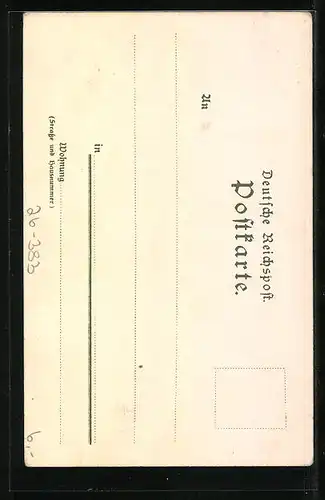 Deutsche Reichspost.
Postkarte.
An
in
Wohnung
(Straße und Hausnummer)
26-383
6,-